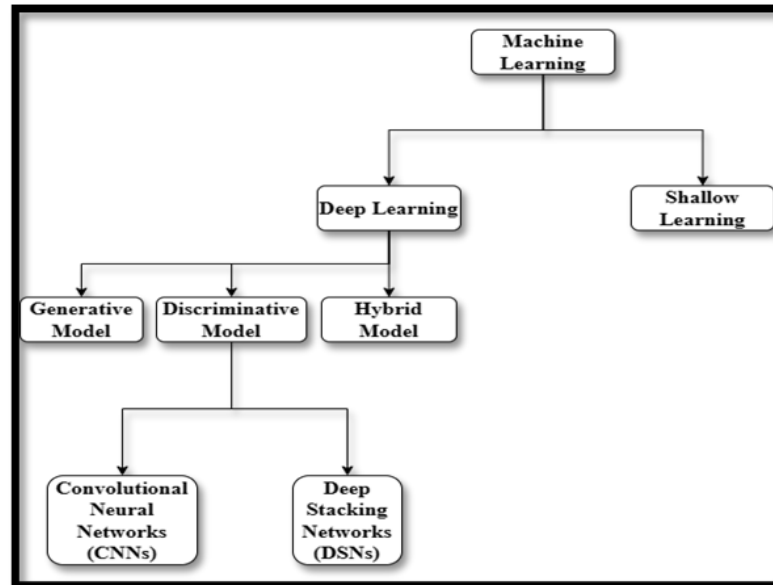 Machine
Learning
Deep Learning
Shallow
Learning
Generative
Model
Discriminative
Model
Hybrid
Model
Convolutional
Neural
Networks
(CNNs)
Deep
Stacking
Networks
(DSNs)